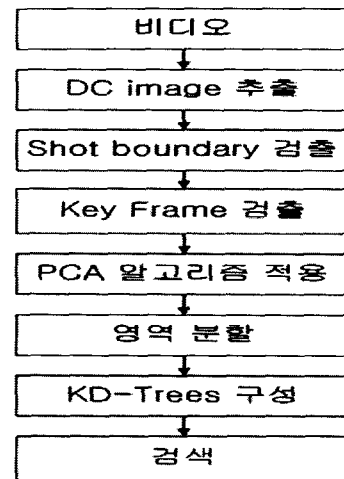 비디오
DC image 추출
Shot boundary 검출
Key Frame 검출
PCA 알고리즘 적용
영역 분할
KD-Trees 구성
검색